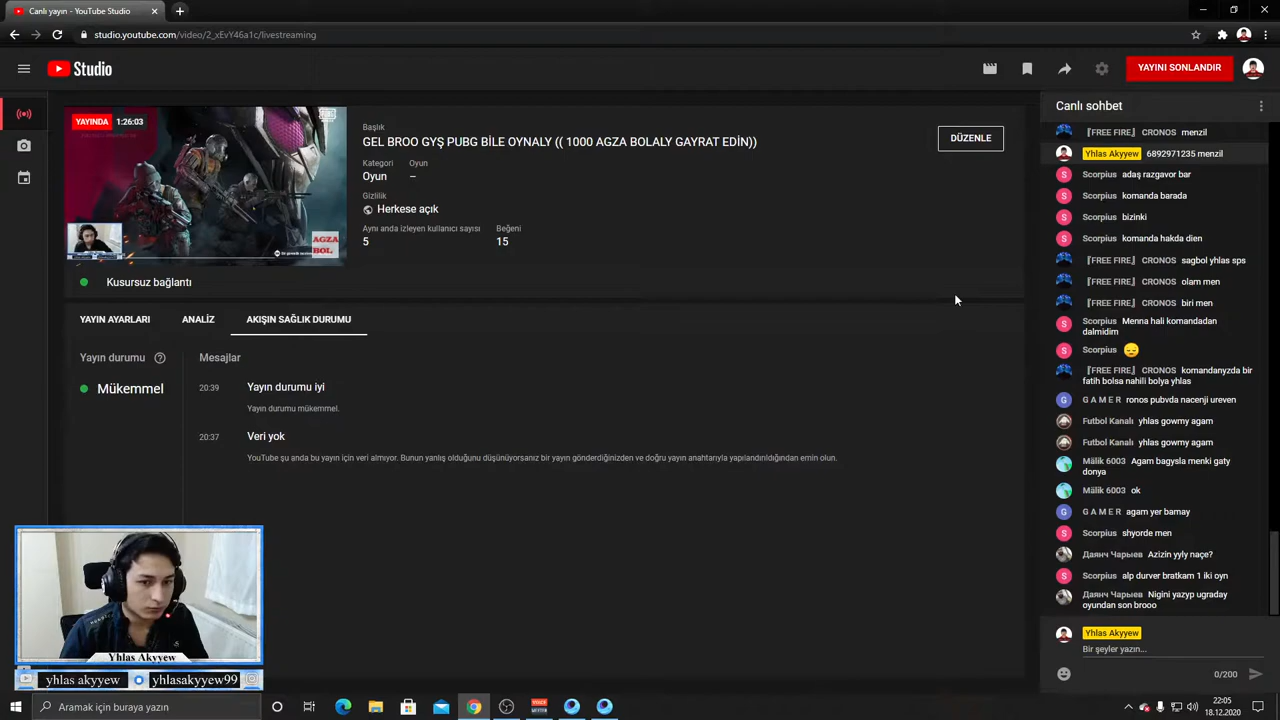 Canlı yayın - YouTube Studio
studio.youtube.com/video/2_xEvY46a1c/livestreaming
Studio
YAYINI SONLANDIR
YAYINDA 1:26:03
AGZA
BOL
Yhlas Akyyew
Başlık
GEL BROO GYŞ PUBG BİLE OYNALY (( 1000 AGZA BOLALY GAYRAT EDİN))
DÜZENLE
Kategori Oyun
Oyun –
Gizlilik
Herkese açık
Aynı anda izleyen kullanıcı sayısı Beğeni
5 15
Kusursuz bağlantı
YAYIN AYARLARI ANALİZ AKIŞIN SAĞLIK DURUMU
Yayın durumu Mesajlar
Mükemmel
20:39 Yayın durumu iyi
Yayın durumu mükemmel.
20:37 Veri yok
YouTube şu anda bu yayın için veri almıyor. Bunun yanlış olduğunu düşünüyorsanız bir yayın gönderdiğinizden ve doğru yayın anahtarıyla yapılandırıldığından emin olun.
Canlı sohbet
『FREE FIRE』 CRONOS menzil
Yhlas Akyyew 6892971235 menzil
Scorpius adaş razgavor bar
Scorpius komanda barada
Scorpius bizinki
Scorpius komanda hakda dien
『FREE FIRE』 CRONOS sagbol yhlas sps
『FREE FIRE』 CRONOS olam men
『FREE FIRE』 CRONOS biri men
Scorpius Menna hali komandadan
dalmidim
Scorpius 😔
『FREE FIRE』 CRONOS komandanyzda bir
fatih bolsa nahili bolya yhlas
G A M E R ronos pubvda nacenji ureven
Futbol Kanalı yhlas gowmy agam
Futbol Kanalı yhlas gowmy agam
Mälik 6003 Agam bagysla menki gaty
donya
Mälik 6003 ok
G A M E R agam yer bamay
Scorpius shyorde men
Даянч Чарыев Azizin yyly naçe?
Scorpius alp durver bratkam 1 iki oyn
Даянч Чарыев Nigini yazyp ugraday
oyundan son brooo
Yhlas Akyyew
Bir şeyler yazın...
0/200
Yhlas Akyyew
yhlas akyyew yhlasakyyew99
Aramak için buraya yazın
22:05
18.12.2020